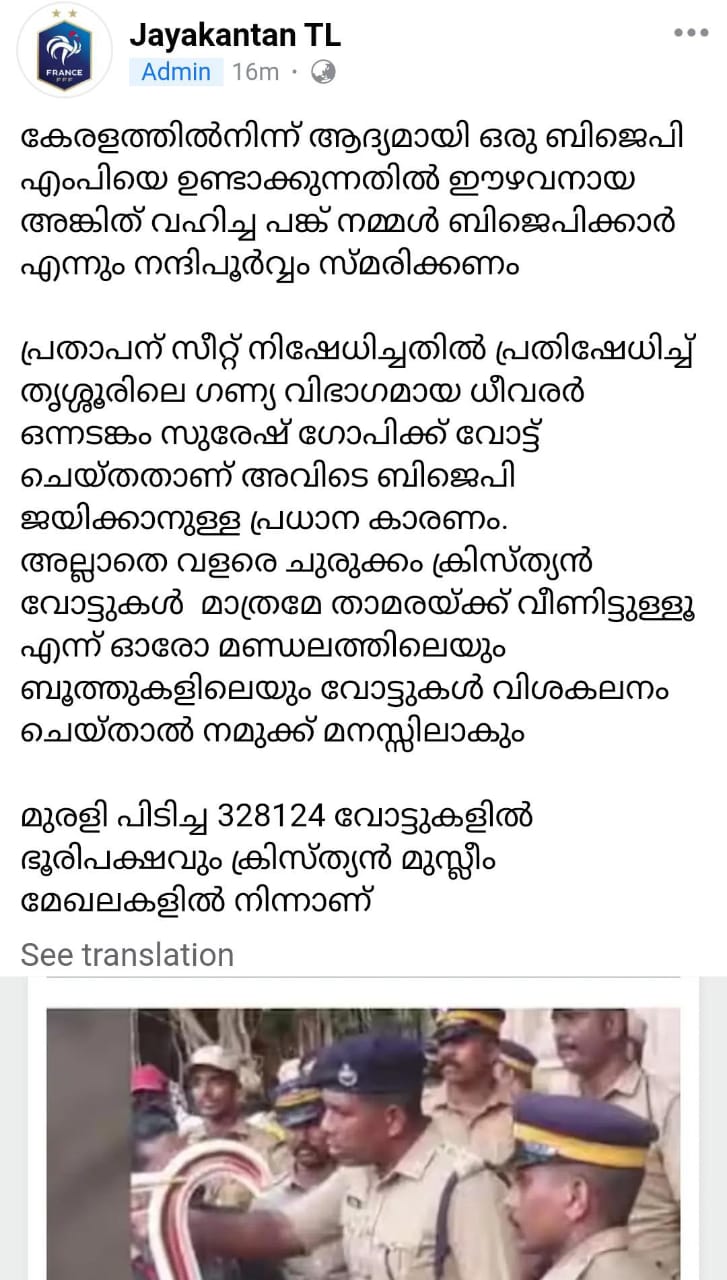 FRANCE
FFF
Jayakantan TL
Admin 16m ·
കേരളത്തിൽനിന്ന് ആദ്യമായി ഒരു ബിജെപി
എംപിയെ ഉണ്ടാക്കുന്നതിൽ ഈഴവനായ
അങ്കിത് വഹിച്ച പങ്ക് നമ്മൾ ബിജെപിക്കാർ
എന്നും നന്ദിപൂർവ്വം സ്മരിക്കണം
പ്രതാപന് സീറ്റ് നിഷേധിച്ചതിൽ പ്രതിഷേധിച്ച്
തൃശ്ശൂരിലെ ഗണ്യ വിഭാഗമായ ധീവരർ
ഒന്നടങ്കം സുരേഷ് ഗോപിക്ക് വോട്ട്
ചെയ്തതാണ് അവിടെ ബിജെപി
ജയിക്കാനുള്ള പ്രധാന കാരണം.
അല്ലാതെ വളരെ ചുരുക്കം ക്രിസ്ത്യൻ
വോട്ടുകൾ മാത്രമേ താമരയ്ക്ക് വീണിട്ടുള്ളൂ
എന്ന് ഓരോ മണ്ഡലത്തിലെയും
ബൂത്തുകളിലെയും വോട്ടുകൾ വിശകലനം
ചെയ്താൽ നമുക്ക് മനസ്സിലാകും
മുരളി പിടിച്ച 328124 വോട്ടുകളിൽ
ഭൂരിപക്ഷവും ക്രിസ്ത്യൻ മുസ്ലീം
മേഖലകളിൽ നിന്നാണ്
See translation